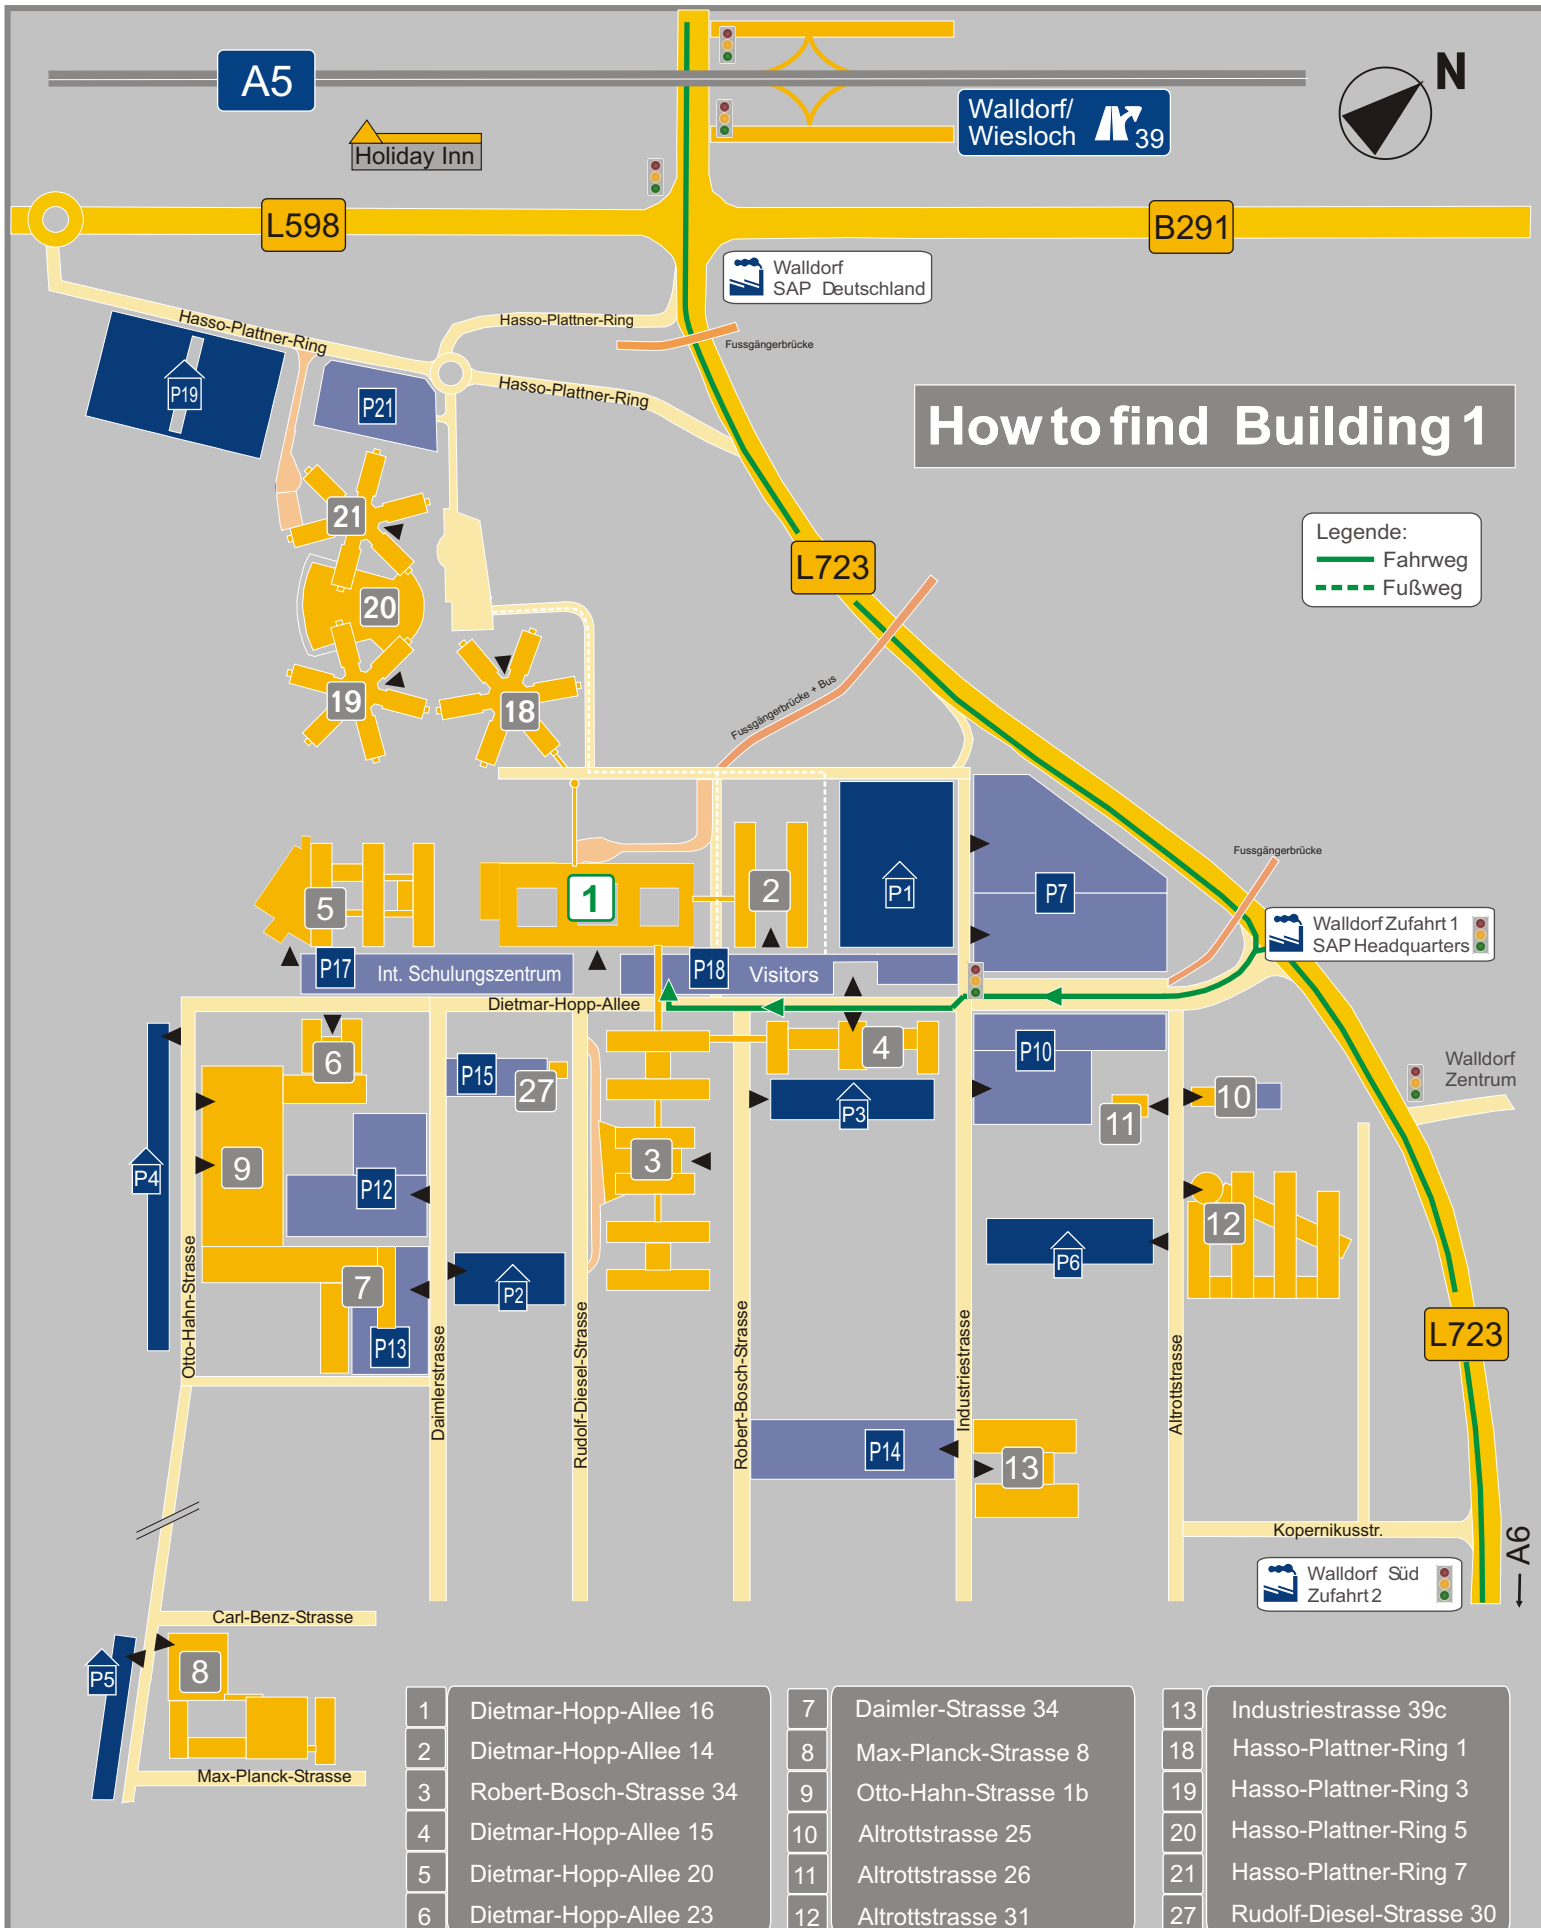 A5
N
Walldorf/
Wiesloch 39
Holiday Inn
L598
B291
Walldorf
SAP Deutschland
Hasso-Plattner-Ring
Hasso-Plattner-Ring
Fussgängerbrücke
Hasso-Plattner-Ring
P19
P21
How to find Building 1
21
L723
Legende:
Fahrweg
Fußweg
20
19
18
Fussgängerbrücke + Bus
Fussgängerbrücke
5
1
2
P1
P7
Walldorf Zufahrt 1
SAP Headquarters
P17
Int. Schulungszentrum
P18
Visitors
Dietmar-Hopp-Allee
6
P15
27
4
P10
Walldorf
Zentrum
P3
11
10
P4
9
P12
3
12
P6
7
P2
P13
Otto-Hahn-Strasse
Daimlerstrasse
Rudolf-Diesel-Strasse
Robert-Bosch-Strasse
Industriestrasse
Altrottstrasse
L723
P14
13
Kopernikusstr.
A6
Walldorf Süd
Zufahrt 2
Carl-Benz-Strasse
P5
8
Max-Planck-Strasse
1 Dietmar-Hopp-Allee 16
2 Dietmar-Hopp-Allee 14
3 Robert-Bosch-Strasse 34
4 Dietmar-Hopp-Allee 15
5 Dietmar-Hopp-Allee 20
6 Dietmar-Hopp-Allee 23
7 Daimler-Strasse 34
8 Max-Planck-Strasse 8
9 Otto-Hahn-Strasse 1b
10 Altrottstrasse 25
11 Altrottstrasse 26
12 Altrottstrasse 31
13 Industriestrasse 39c
18 Hasso-Plattner-Ring 1
19 Hasso-Plattner-Ring 3
20 Hasso-Plattner-Ring 5
21 Hasso-Plattner-Ring 7
27 Rudolf-Diesel-Strasse 30